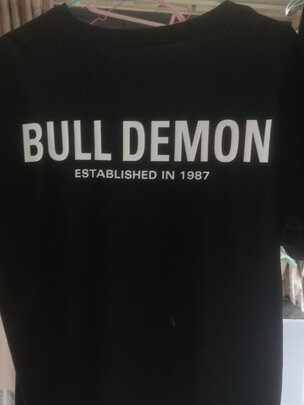 BULL DEMON
ESTABLISHED IN 1987